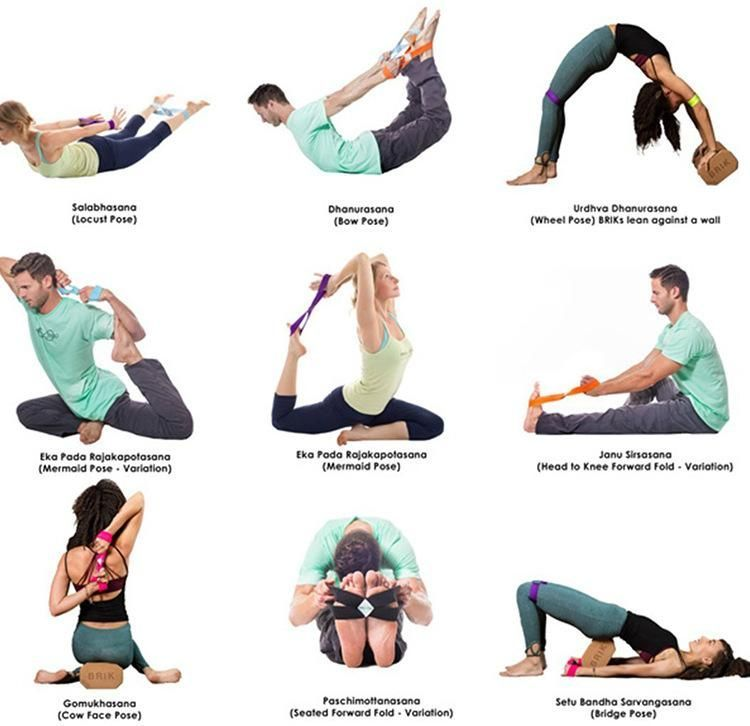 Salabhasana
(Locust Pose)
Dhanurasana
(Bow Pose)
Urdhva Dhanurasana
(Wheel Pose) BRIKs lean against a wall
BRIK
Eka Pada Rajakapotasana
(Mermaid Pose - Variation)
Eka Pada Rajakapotasana
(Mermaid Pose)
Janu Sirsasana
(Head to Knee Forward Fold - Variation)
BRIK
Gomukhasana
(Cow Face Pose)
Paschimottanasana
(Seated Forward Fold - Variation)
BRIK
Setu Bandha Sarvangasana
(Bridge Pose)